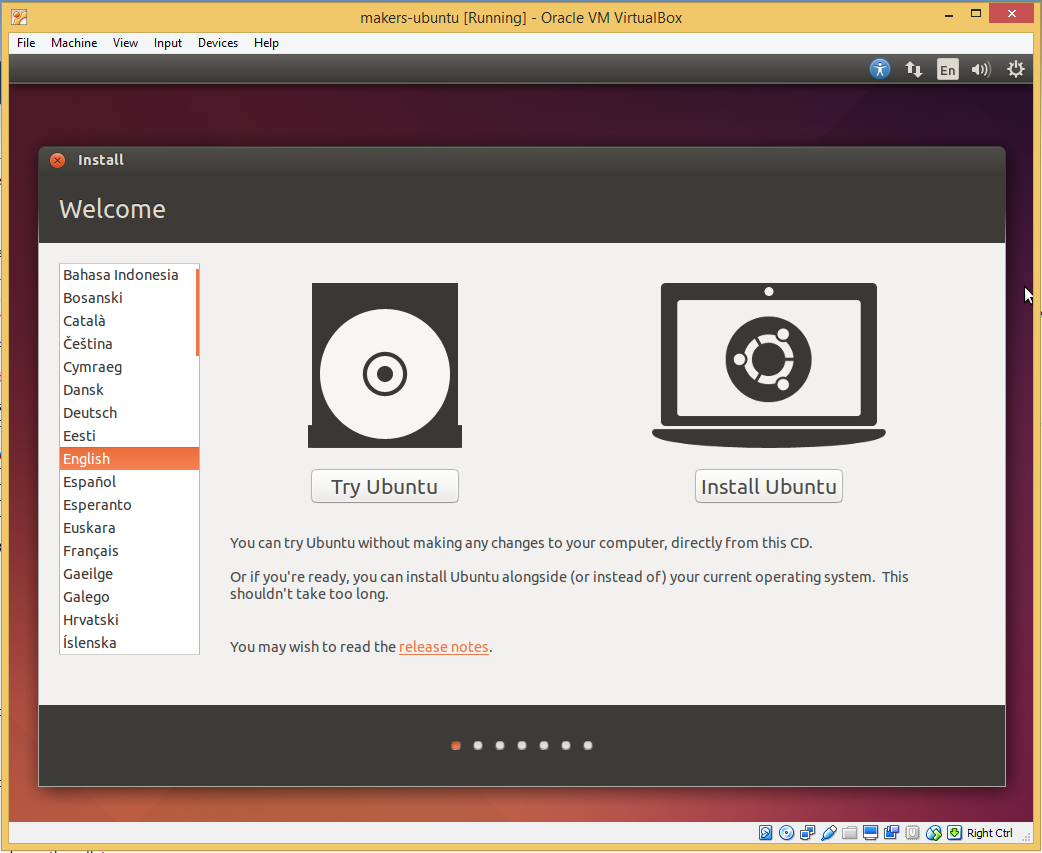 makers-ubuntu [Running] - Oracle VM VirtualBox
File Machine View Input Devices Help
En
Install
Welcome
Bahasa Indonesia
Bosanski
Català
Čeština
Cymraeg
Dansk
Deutsch
Eesti
English
Español
Esperanto
Euskara
Français
Gaeilge
Galego
Hrvatski
Íslenska
Try Ubuntu
Install Ubuntu
You can try Ubuntu without making any changes to your computer, directly from this CD.
Or if you're ready, you can install Ubuntu alongside (or instead of) your current operating system. This
shouldn't take too long.
You may wish to read the release notes.
Right Ctrl